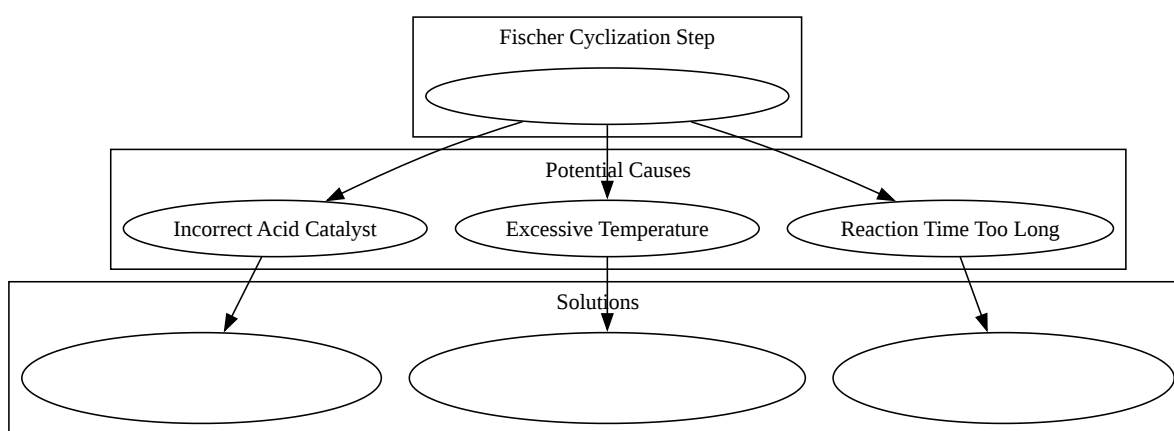 Fischer Cyclization Step
Potential Causes
Incorrect Acid Catalyst
Excessive Temperature
Reaction Time Too Long
Solutions